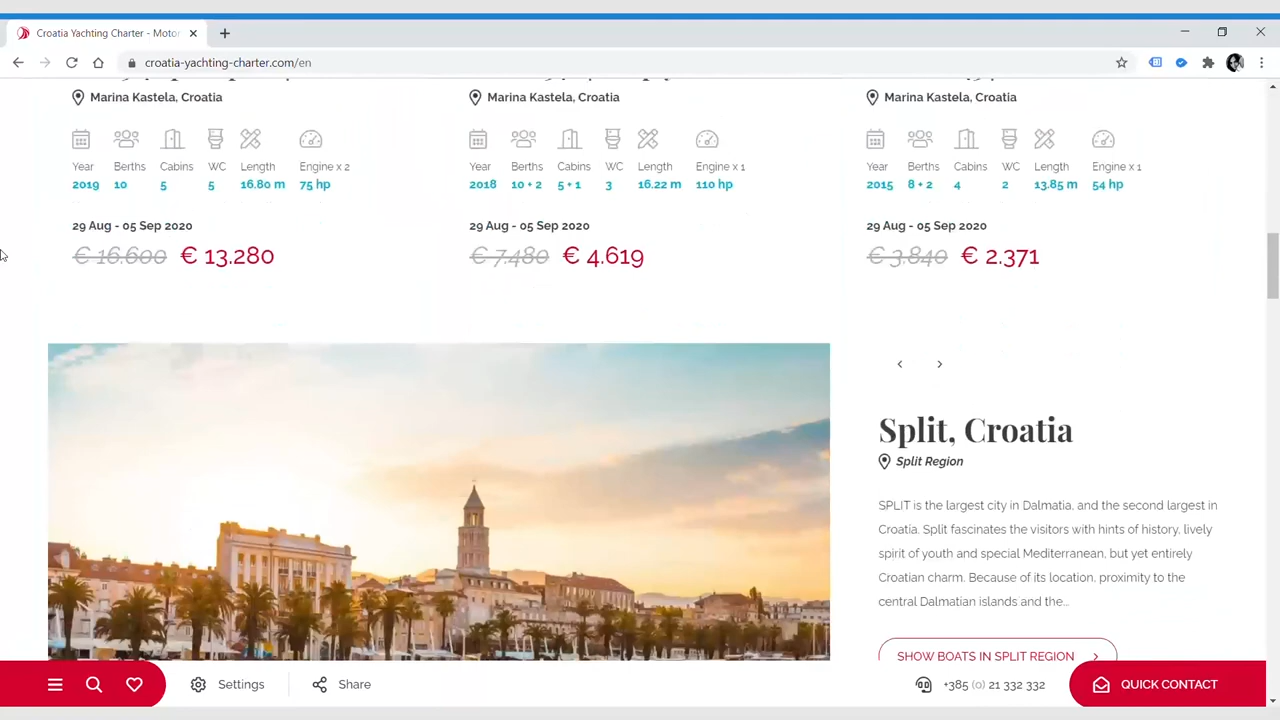 Croatia Yachting Charter - Motor
croatia-yachting-charter.com/en
Marina Kastela, Croatia
Year Berths Cabins WC Length Engine x 2
2019 10 5 5 16.80 m 75 hp
29 Aug - 05 Sep 2020
€ 16.600 € 13.280
Marina Kastela, Croatia
Year Berths Cabins WC Length Engine x 1
2018 10 + 2 5 + 1 3 16.22 m 110 hp
29 Aug - 05 Sep 2020
€ 7.480 € 4.619
Marina Kastela, Croatia
Year Berths Cabins WC Length Engine x 1
2015 8 + 2 4 2 13.85 m 54 hp
29 Aug - 05 Sep 2020
€ 3.840 € 2.371
Split, Croatia
Split Region
SPLIT is the largest city in Dalmatia, and the second largest in
Croatia. Split fascinates the visitors with hints of history, lively
spirit of youth and special Mediterranean, but yet entirely
Croatian charm. Because of its location, proximity to the
central Dalmatian islands and the...
SHOW BOATS IN SPLIT REGION
Settings
Share
+385 (0) 21 332 332
QUICK CONTACT